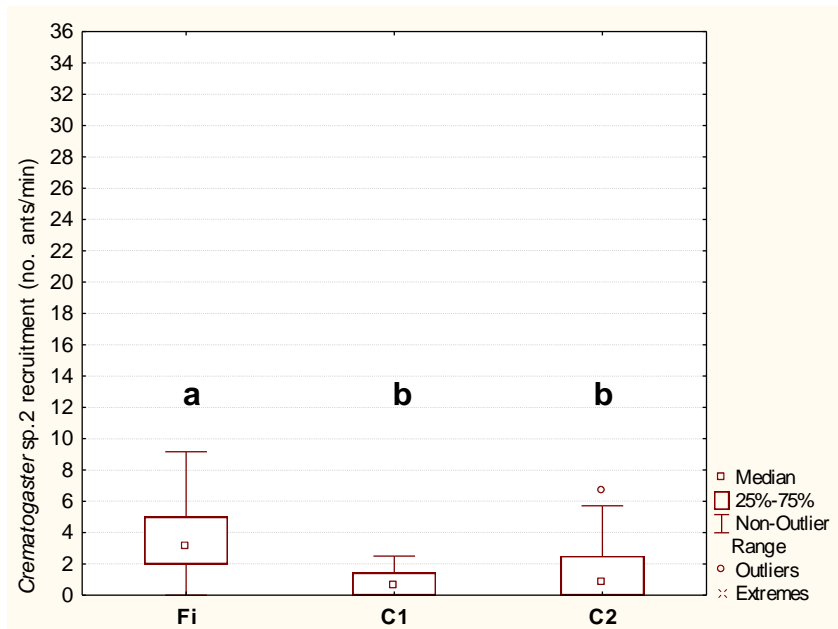 Crematogaster sp.2 recruitment (no. ants/min)
36
34
32
30
28
26
24
22
20
18
16
14
12
10
8
6
4
2
0
a b b
Fi C1 C2
Median
25%-75%
Non-Outlier
Range
Outliers
Extremes